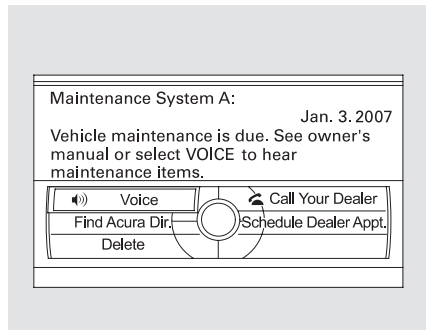 Maintenance System A:
Jan. 3. 2007
Vehicle maintenance is due. See owner's
manual or select VOICE to hear
maintenance items.
Voice
Call Your Dealer
Find Acura Dlr.
Schedule Dealer Appt.
Delete